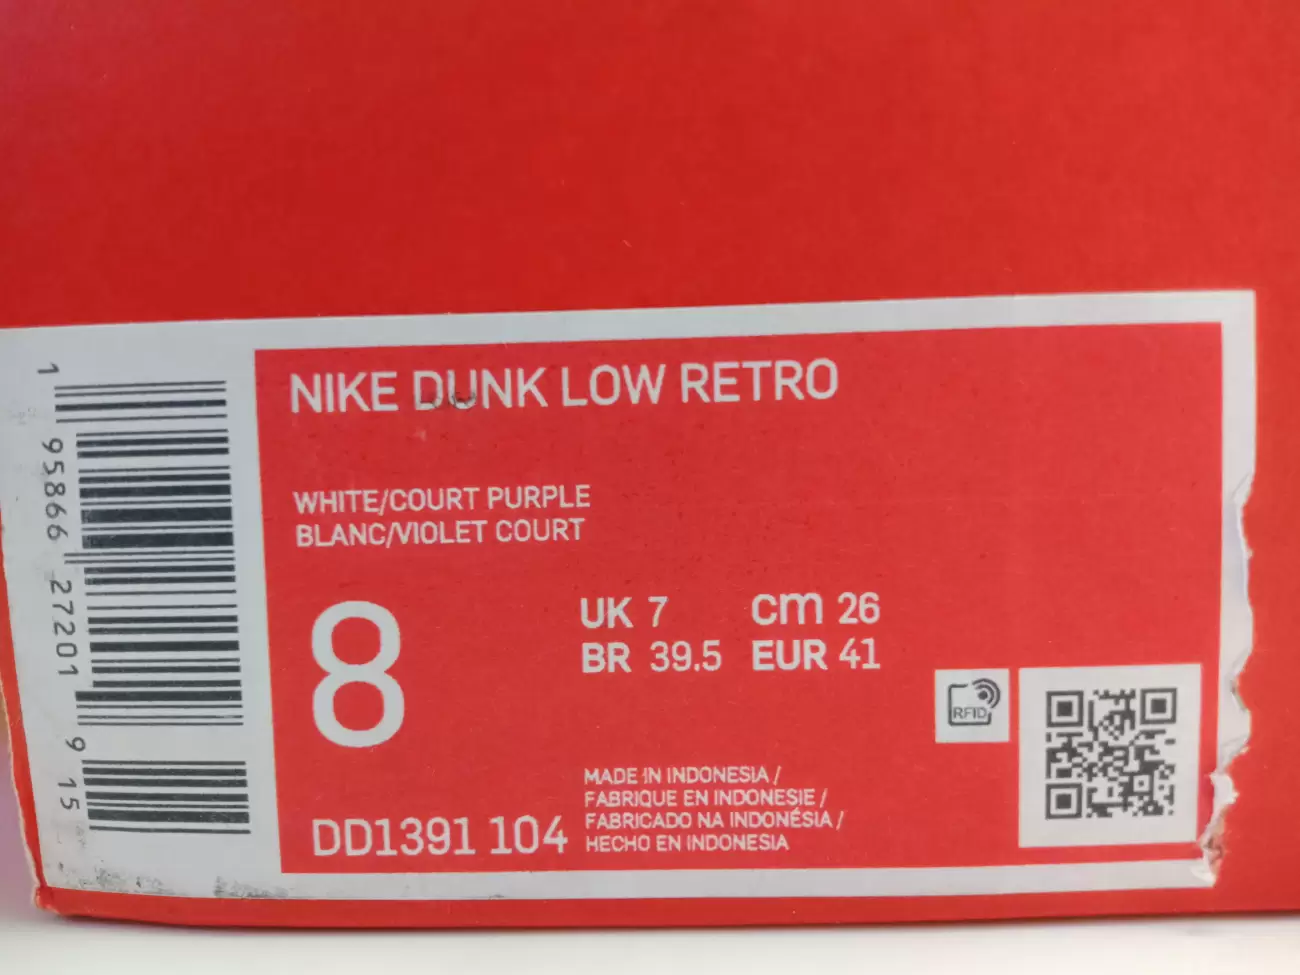 1 95866 27201 9 15
NIKE DUNK LOW RETRO
WHITE/COURT PURPLE
BLANC/VIOLET COURT
8
UK 7 cm 26
BR 39.5 EUR 41
MADE IN INDONESIA /
FABRIQUE EN INDONESIE /
FABRICADO NA INDONÉSIA /
HECHO EN INDONESIA
DD1391 104
RFID